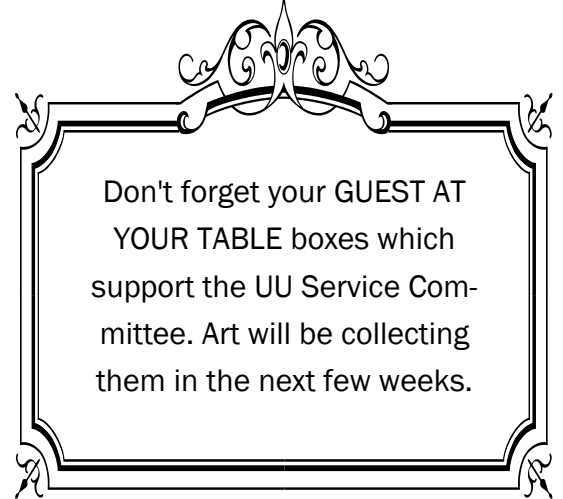 Don't forget your GUEST AT
YOUR TABLE boxes which
support the UU Service Com-
mittee. Art will be collecting
them in the next few weeks.